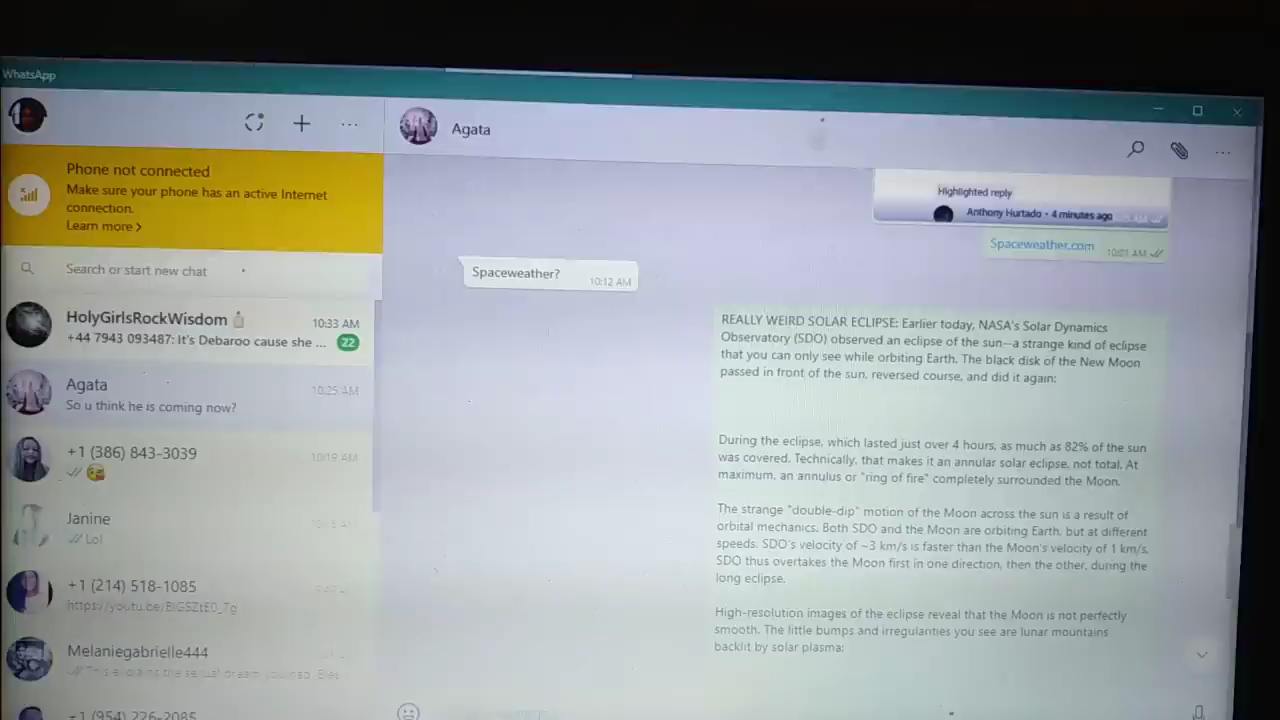 WhatsApp
Agata
Phone not connected
Make sure your phone has an active Internet
connection.
Learn more >
Search or start new chat
HolyGirlsRockWisdom
10:33 AM
+44 7943 093487: It's Debaroo cause she ...
22
Agata
10:25 AM
So u think he is coming now?
+1 (386) 843-3039
10:19 AM
Janine
Lol
+1 (214) 518-1085
Melaniegabrielle444
+1 (954) 226-2085
Highlighted reply
Anthony Hurtado • 4 minutes ago
Spaceweather.com
10:01 AM
Spaceweather?
10:12 AM
REALLY WEIRD SOLAR ECLIPSE: Earlier today, NASA's Solar Dynamics
Observatory (SDO) observed an eclipse of the sun—a strange kind of eclipse
that you can only see while orbiting Earth. The black disk of the New Moon
passed in front of the sun, reversed course, and did it again:
During the eclipse, which lasted just over 4 hours, as much as 82% of the sun
was covered. Technically, that makes it an annular solar eclipse, not total. At
maximum, an annulus or "ring of fire" completely surrounded the Moon.
The strange "double-dip" motion of the Moon across the sun is a result of
orbital mechanics. Both SDO and the Moon are orbiting Earth, but at different
speeds. SDO's velocity of ~3 km/s is faster than the Moon's velocity of 1 km/s.
SDO thus overtakes the Moon first in one direction, then the other, during the
long eclipse.
High-resolution images of the eclipse reveal that the Moon is not perfectly
smooth. The little bumps and irregularities you see are lunar mountains
backlit by solar plasma: